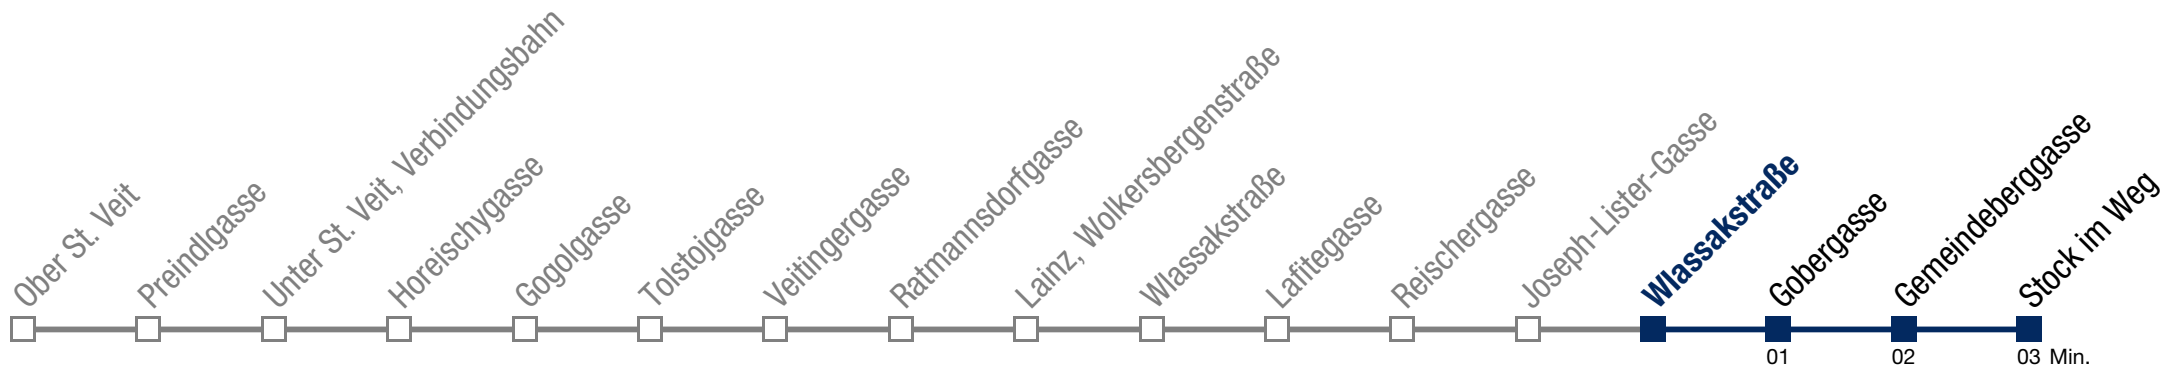 Ober St. Veit
Preindlgasse
Unter St. Veit, Verbindungsbahn
Horeischygasse
Gogolgasse
Tolstojgasse
Veitingergasse
Ratmannsdorfgasse
Lainz, Wolkersbergenstraße
Wlassakstraße
Lafitegasse
Reischergasse
Joseph-Lister-Gasse
Wlassakstraße
Gobergasse
Gemeindeberggasse
Stock im Weg
01 02 03 Min.